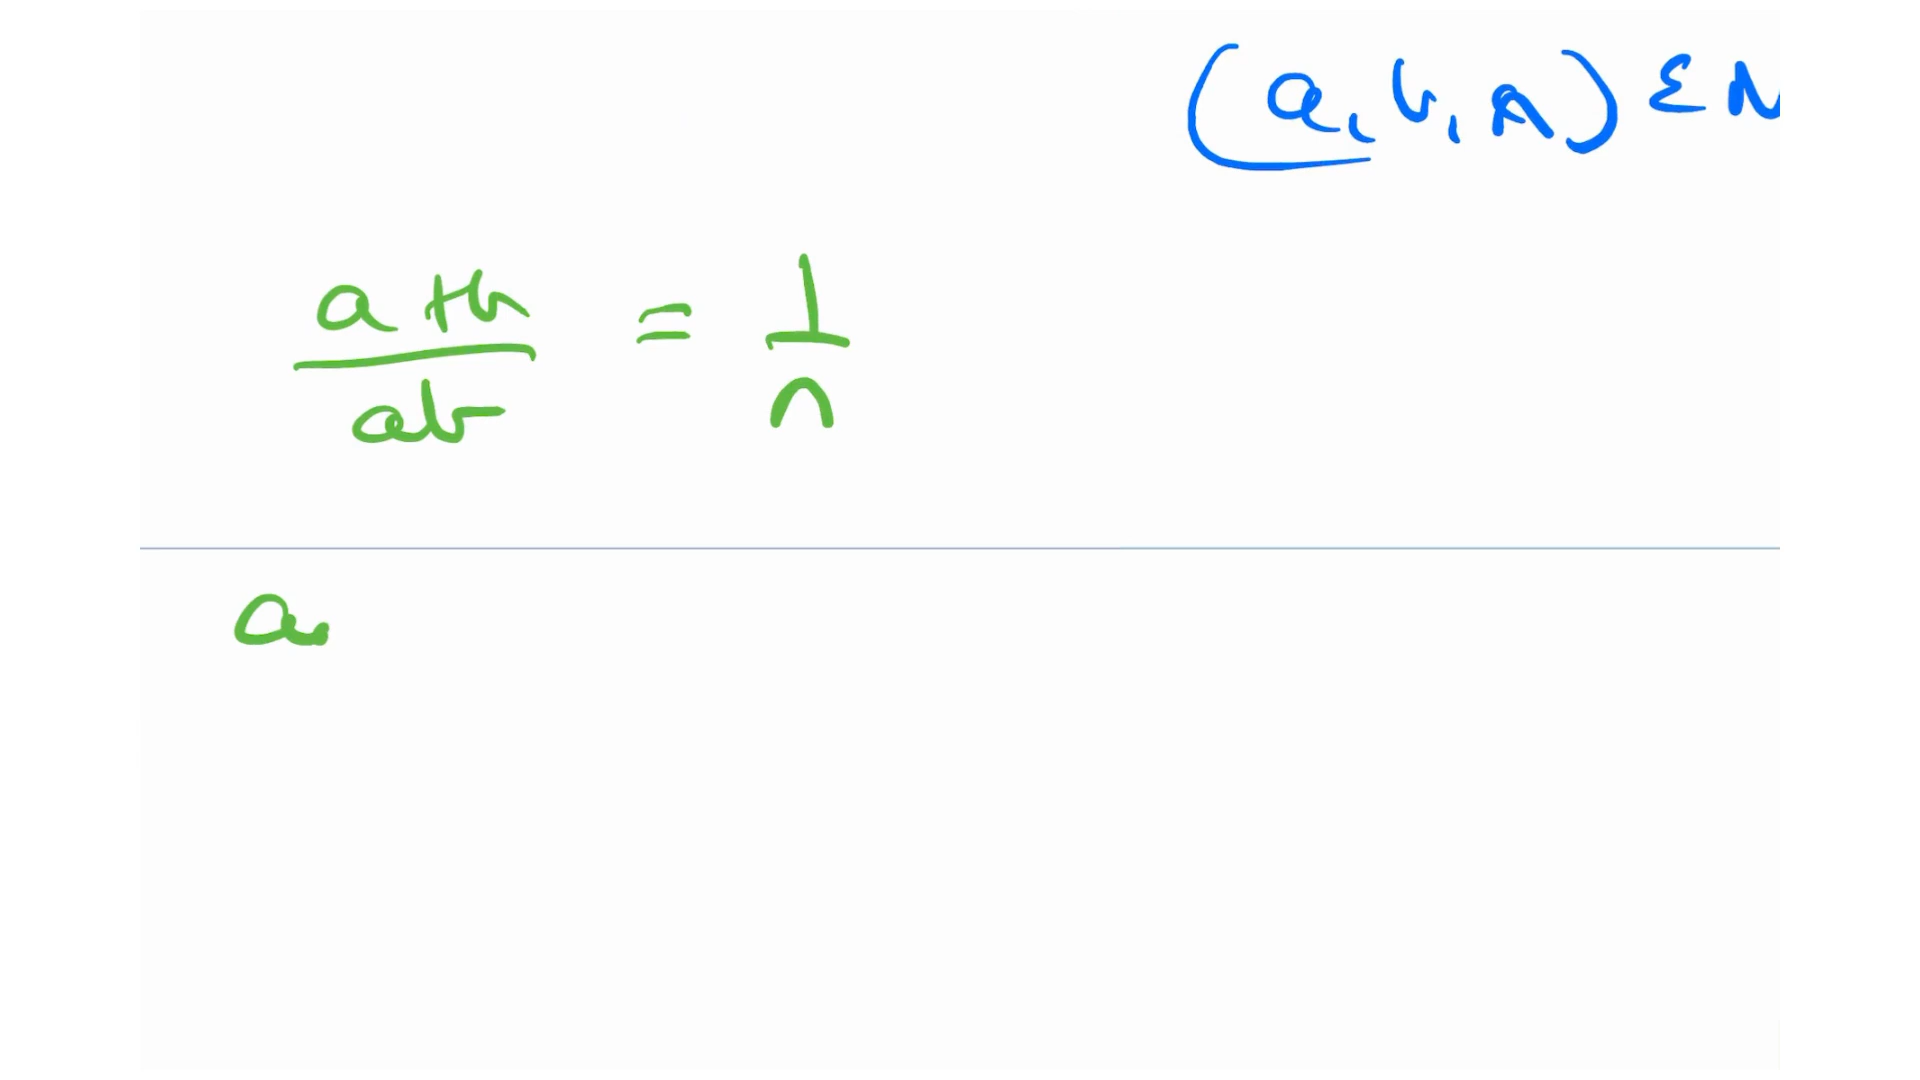 (a, b, n) ε N
a+b
—— = 1/n
ab
a